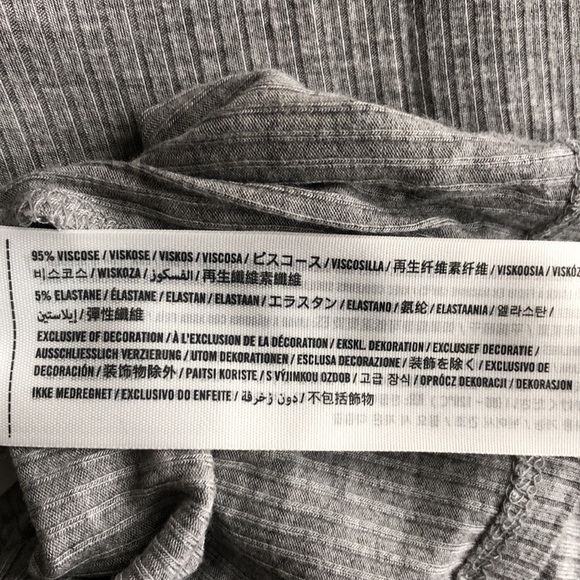 95% VISCOSE / VISKOSE / VISKOS / VISCOSA / ビスコース / VISCOSILLA / 再生纤维素纤维 / VISKOOSIA / VISKÓZ
비스코스 / WISKOZA / الفسكوز / 再生纖維素纖維
5% ELASTANE / ÉLASTANE / ELASTAN / ELASTAAN / エラスタン / ELASTANO / 氨纶 / ELASTAANIA / 엘라스탄 /
إيلاستين / 彈性纖維
EXCLUSIVE OF DECORATION / À L'EXCLUSION DE LA DÉCORATION / EKSKL. DEKORATION / EXCLUSIEF DECORATIE /
AUSSCHLIESSLICH VERZIERUNG / UTOM DEKORATIONEN / ESCLUSA DECORAZIONE / 装飾を除く / EXCLUSIVO DE
DECORACIÓN / 装饰物除外 / PAITSI KORISTE / S VÝJIMKOU OZDOB / 고급 장식 / OPRÓCZ DEKORACJI / DEKORASJON
IKKE MEDREGNET / EXCLUSIVO DO ENFEITE / دون زخرفة / 不包括飾物